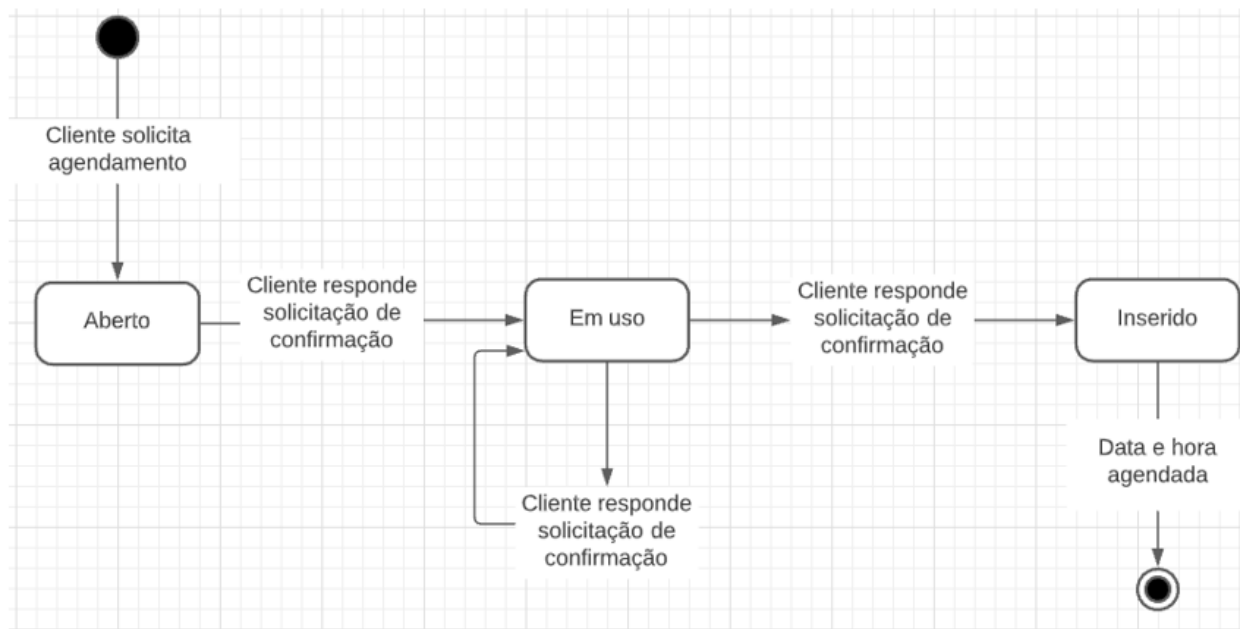 Cliente solicita
agendamento
Aberto
Cliente responde
solicitação de
confirmação
Em uso
Cliente responde
solicitação de
confirmação
Inserido
Cliente responde
solicitação de
confirmação
Data e hora
agendada